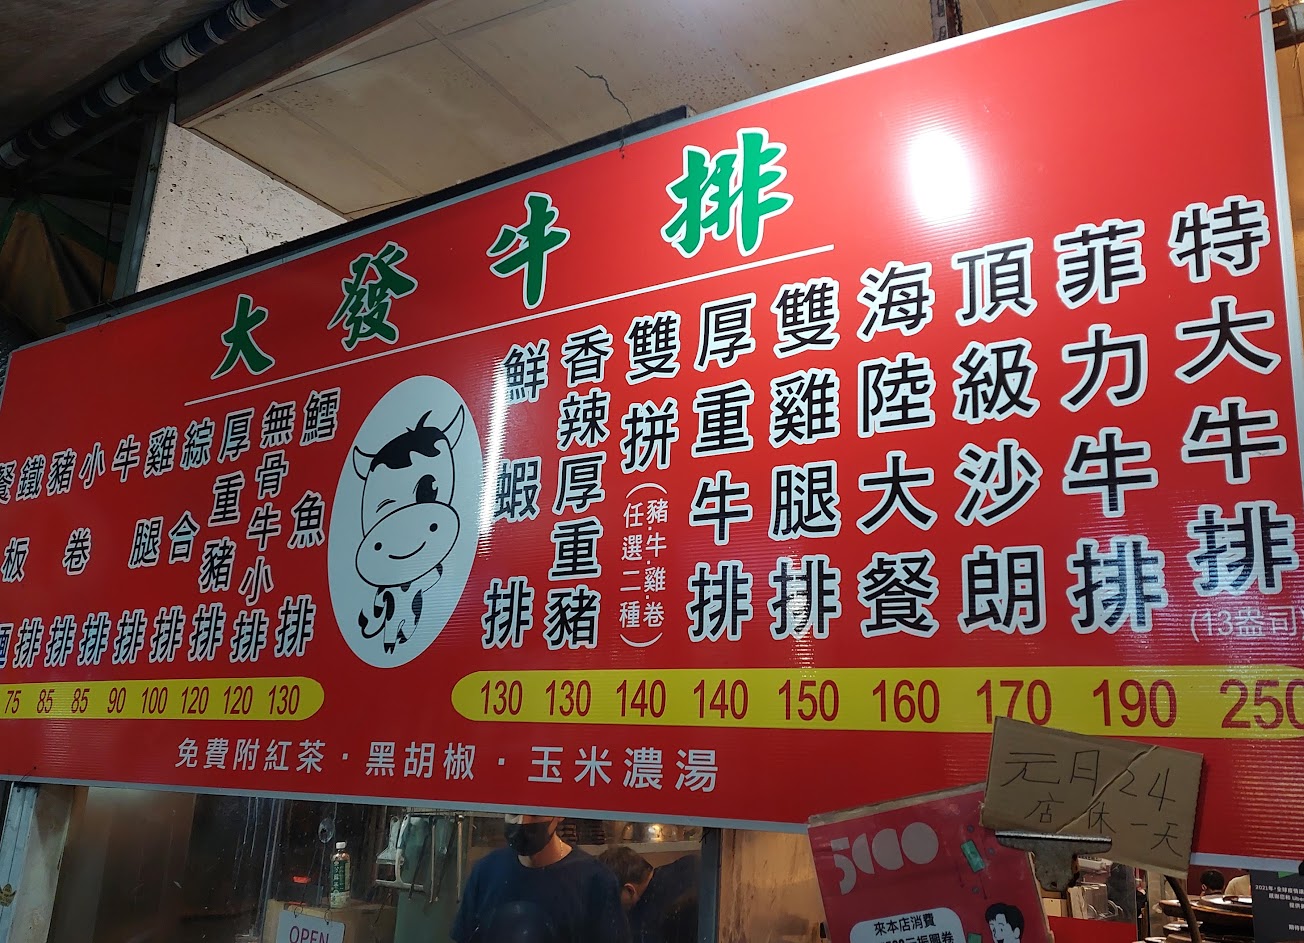 大發牛排
鐵板麵
豬排
小卷排
牛排
雞腿排
綜合排
厚重豬排
無骨牛小排
鱈魚排
75 85 85 90 100 120 120 130
鮮蝦排
香辣厚重豬
雙拼
(豬.牛.雞.卷
任選二種)
厚重牛排
雙雞腿排
海陸大餐
頂級沙朗
菲力牛排
特大牛排
(13盎司)
130 130 140 140 150 160 170 190 250
免費附紅茶·黑胡椒·玉米濃湯
元月24
店休一天
5000
來本店消費
OPEN